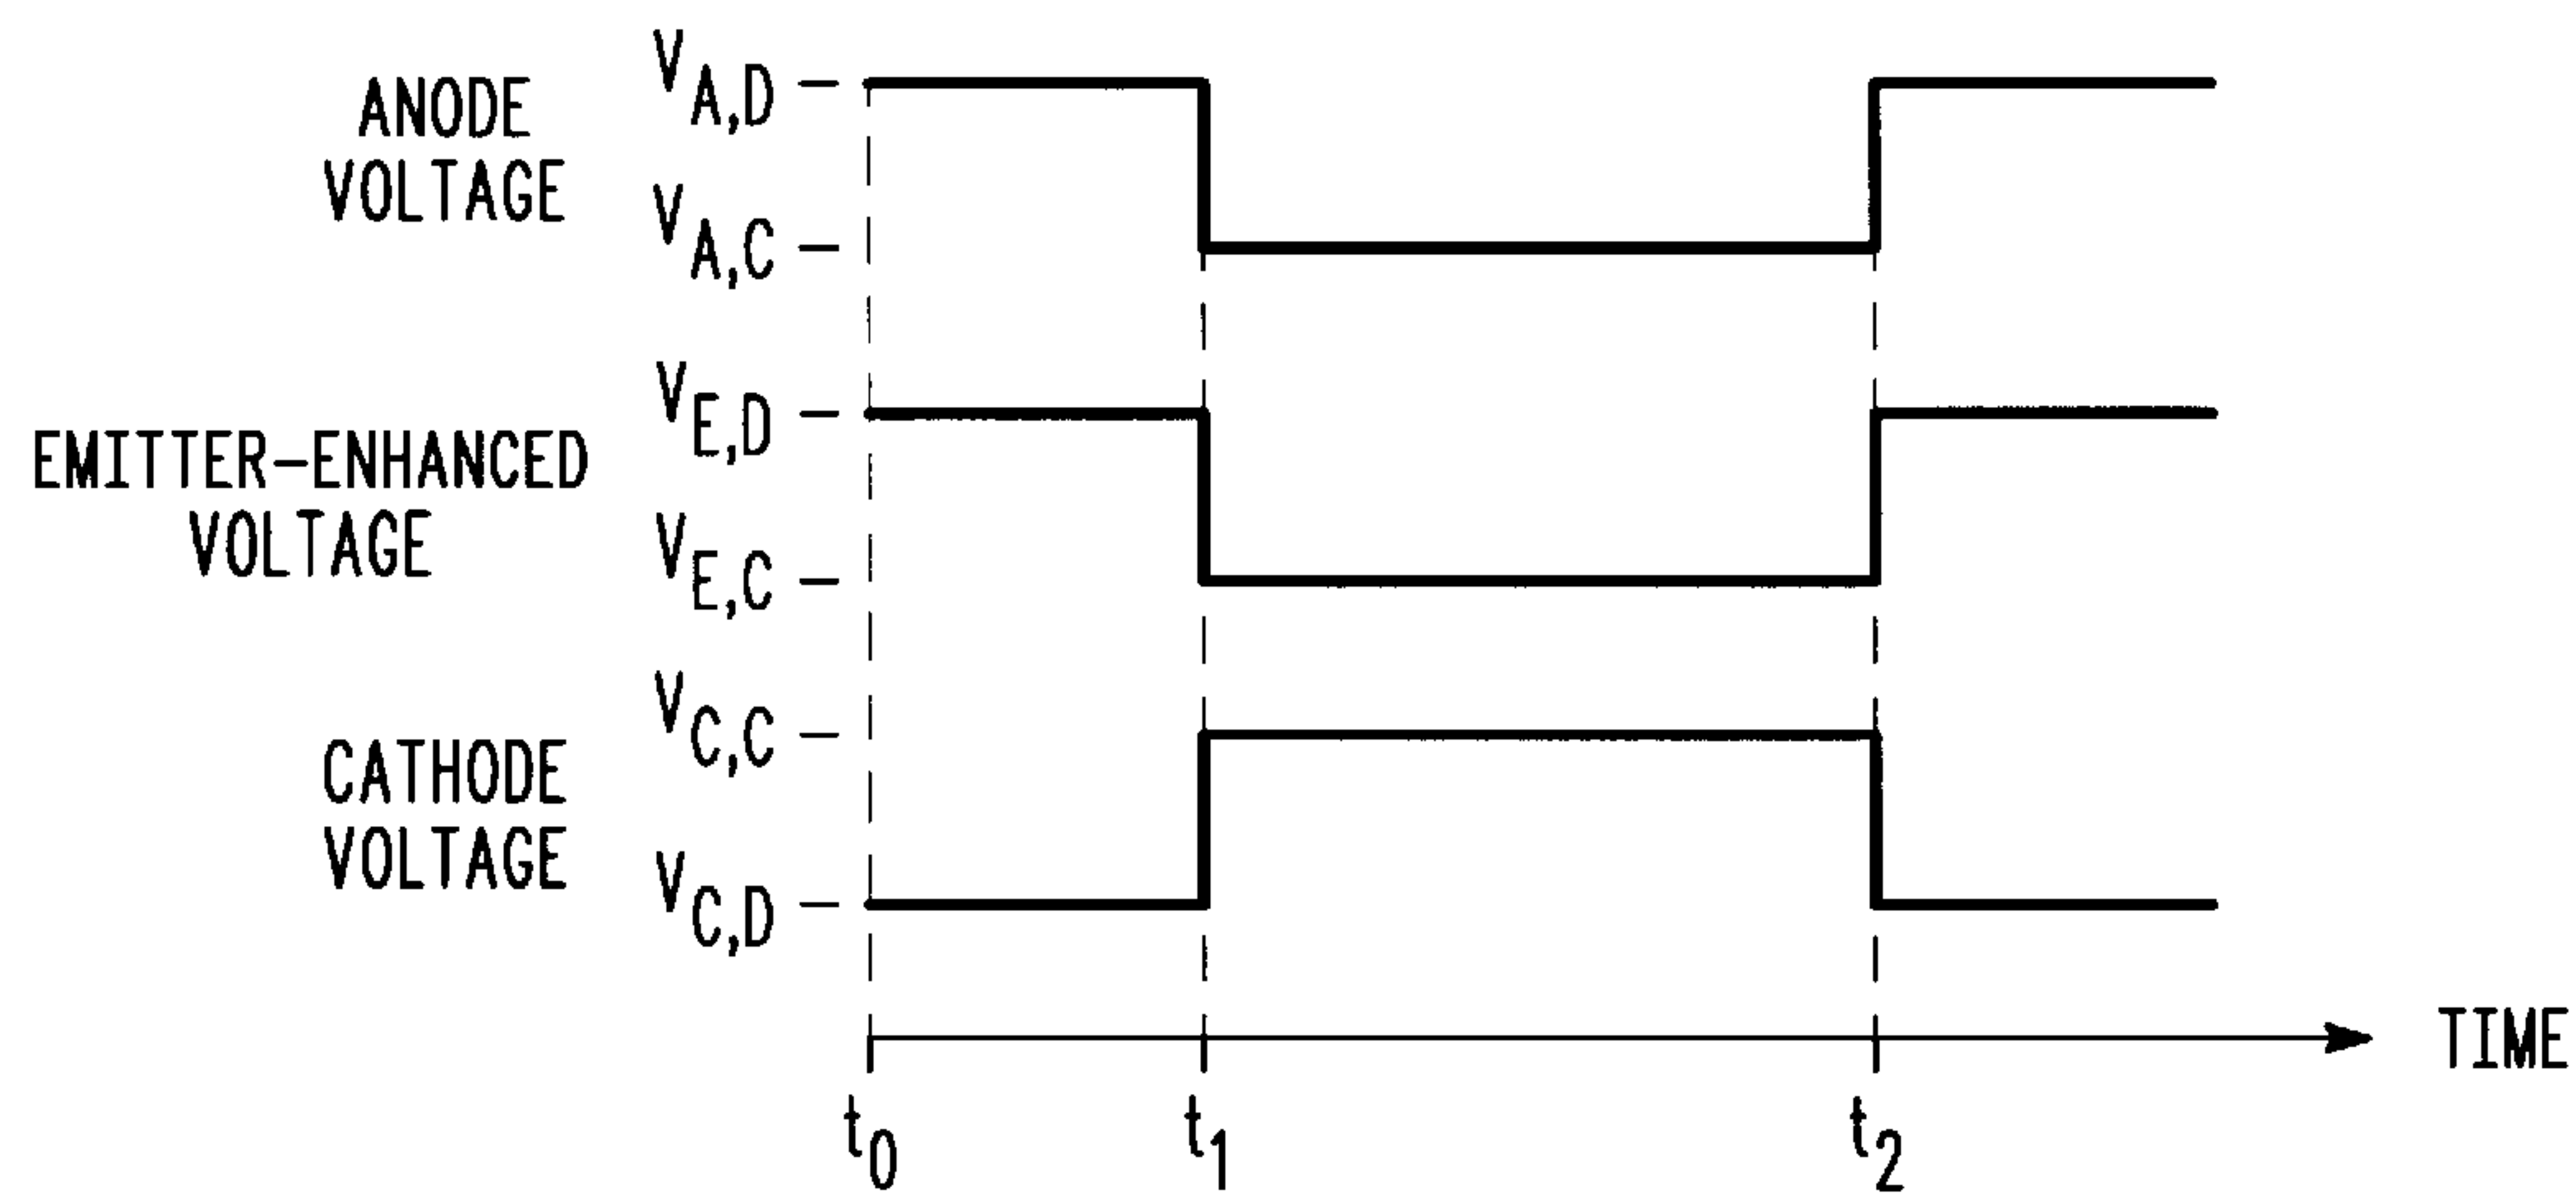 ANODE
VOLTAGE
V_A,D
V_A,C
EMITTER-ENHANCED
VOLTAGE
V_E,D
V_E,C
CATHODE
VOLTAGE
V_C,C
V_C,D
TIME
t_0 t_1 t_2